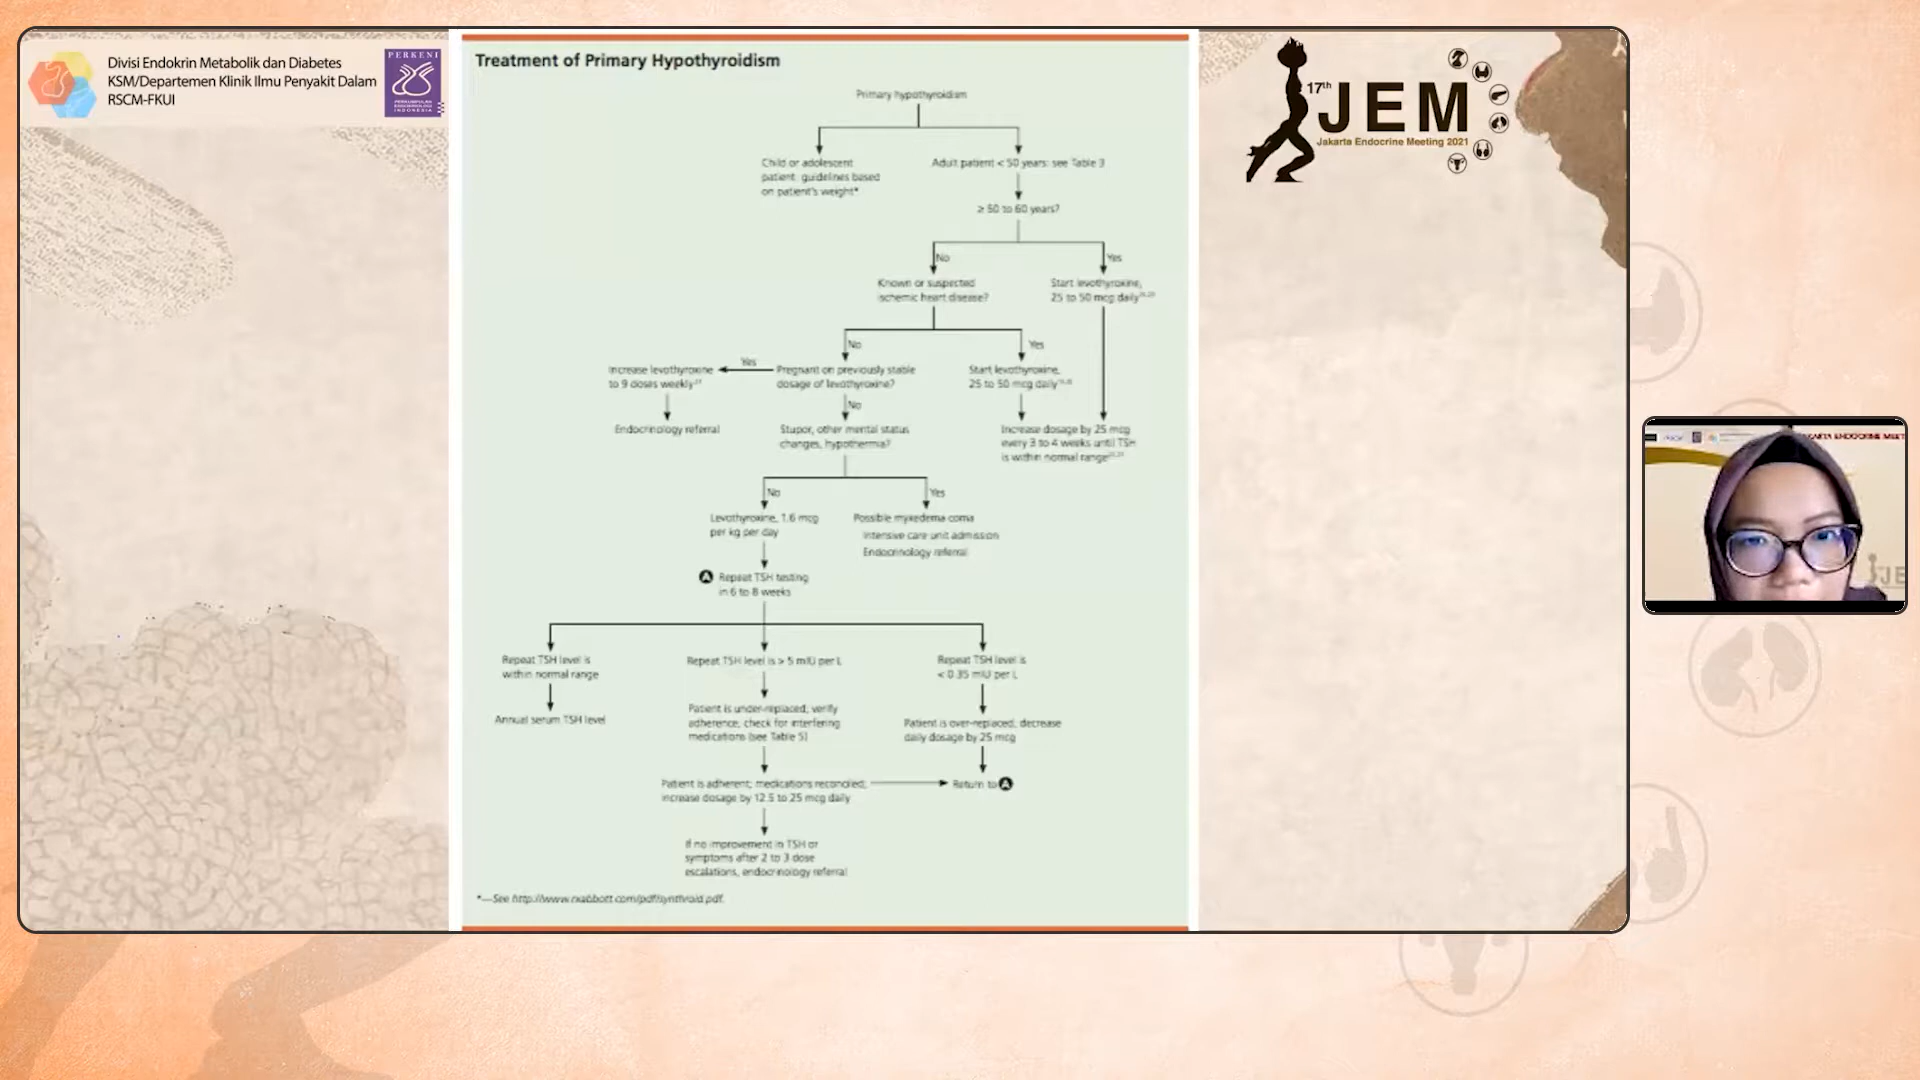 Divisi Endokrin Metabolik dan Diabetes
KSM/Departemen Klinik Ilmu Penyakit Dalam
RSCM-FKUI
PERKENI
PERKUMPULAN
ENDOKRINOLOGI
INDONESIA
17th JEM
Jakarta Endocrine Meeting 2021
Treatment of Primary Hypothyroidism
Primary hypothyroidism
Child or adolescent
patient: guidelines based
on patient's weight*
Adult patient < 50 years: see Table 3
≥ 50 to 60 years?
No
Yes
Known or suspected
ischemic heart disease?
Start levothyroxine,
25 to 50 mcg daily
No
Yes
Increase levothyroxine
to 9 doses weekly
Yes
Pregnant on previously stable
dosage of levothyroxine?
Start levothyroxine,
25 to 50 mcg daily
No
Endocrinology referral
Stupor, other mental status
changes, hypothermia?
Increase dosage by 25 mcg
every 3 to 4 weeks until TSH
is within normal range
No
Yes
Levothyroxine, 1.6 mcg
per kg per day
Possible myxedema coma
Intensive care unit admission
Endocrinology referral
A Repeat TSH testing
in 6 to 8 weeks
Repeat TSH level is
within normal range
Repeat TSH level is > 5 mIU per L
Repeat TSH level is
< 0.35 mIU per L
Annual serum TSH level
Patient is under-replaced; verify
adherence; check for interfering
medications (see Table 5)
Patient is over-replaced; decrease
daily dosage by 25 mcg
Patient is adherent; medications reconciled;
increase dosage by 12.5 to 25 mcg daily
Return to A
If no improvement in TSH or
symptoms after 2 to 3 dose
escalations, endocrinology referral
*—See http://www.rxabbott.com/pdf/synthroid.pdf.
ENDOCRINE MEET
JE